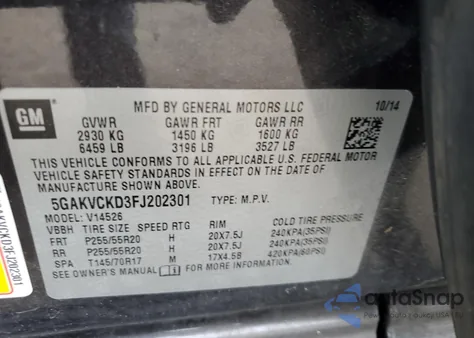 MFD BY GENERAL MOTORS LLC 10/14
GM
GVWR GAWR FRT GAWR RR
2930 KG 1450 KG 1600 KG
6459 LB 3196 LB 3527 LB
THIS VEHICLE CONFORMS TO ALL APPLICABLE U.S. FEDERAL MOTOR
VEHICLE SAFETY STANDARDS IN EFFECT ON THE DATE OF
MANUFACTURE SHOWN ABOVE.
5GAKVCKD3FJ202301 TYPE: M.P.V.
MODEL: V14526
VBBH TIRE SIZE SPEED RTG RIM COLD TIRE PRESSURE
FRT P255/55R20 H 20X7.5J 240KPA(35PSI)
RR P255/55R20 H 20X7.5J 240KPA(35PSI)
SPA T145/70R17 M 17X4.5B 420KPA(60PSI)
SEE OWNER'S MANUAL FOR MORE INFORMATION.
5GAKVCKD3FJ202301
autoSnap